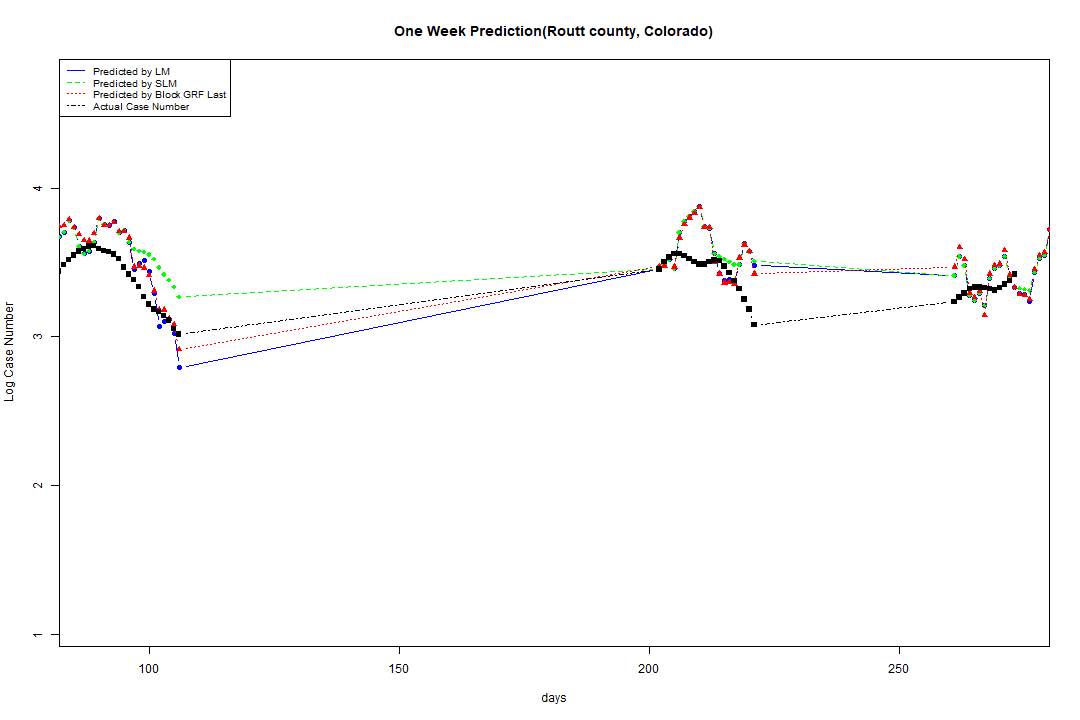 One Week Prediction(Routt county, Colorado)
Predicted by LM
Predicted by SLM
Predicted by Block GRF Last
Actual Case Number
4
3
2
1
Log Case Number
100 150 200 250
days